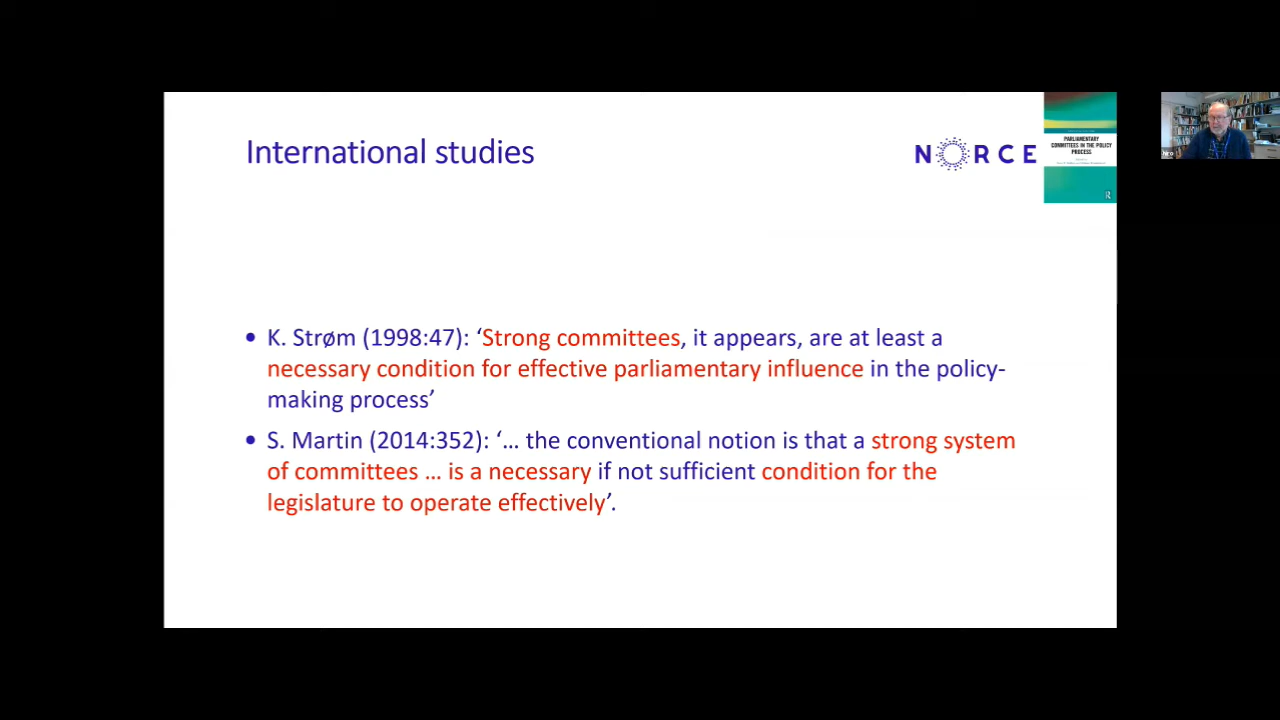 International studies
NORCE
PARLIAMENTARY
COMMITTEES IN THE POLICY
PROCESS
• K. Strøm (1998:47): ‘Strong committees, it appears, are at least a
necessary condition for effective parliamentary influence in the policy-
making process’
• S. Martin (2014:352): ‘… the conventional notion is that a strong system
of committees … is a necessary if not sufficient condition for the
legislature to operate effectively’.